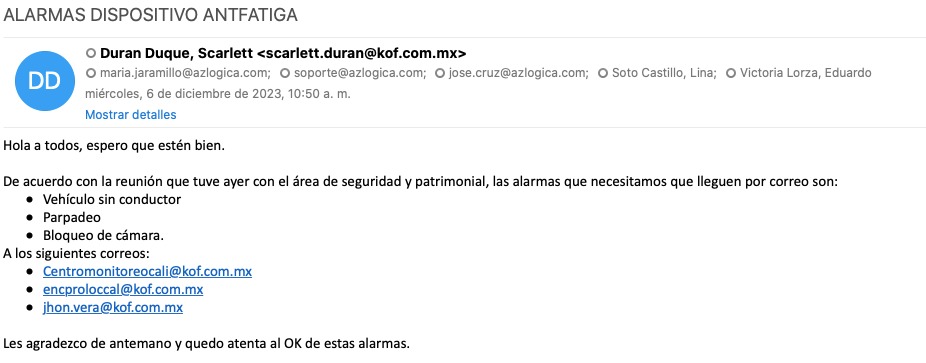 ALARMAS DISPOSITIVO ANTFATIGA
DD
Duran Duque, Scarlett <scarlett.duran@kof.com.mx>
maria.jaramillo@azlogica.com; soporte@azlogica.com; jose.cruz@azlogica.com; Soto Castillo, Lina; Victoria Lorza, Eduardo
miércoles, 6 de diciembre de 2023, 10:50 a. m.
Mostrar detalles
Hola a todos, espero que estén bien.
De acuerdo con la reunión que tuve ayer con el área de seguridad y patrimonial, las alarmas que necesitamos que lleguen por correo son:
• Vehículo sin conductor
• Parpadeo
• Bloqueo de cámara.
A los siguientes correos:
• Centromonitoreocali@kof.com.mx
• encproloccal@kof.com.mx
• jhon.vera@kof.com.mx
Les agradezco de antemano y quedo atenta al OK de estas alarmas.